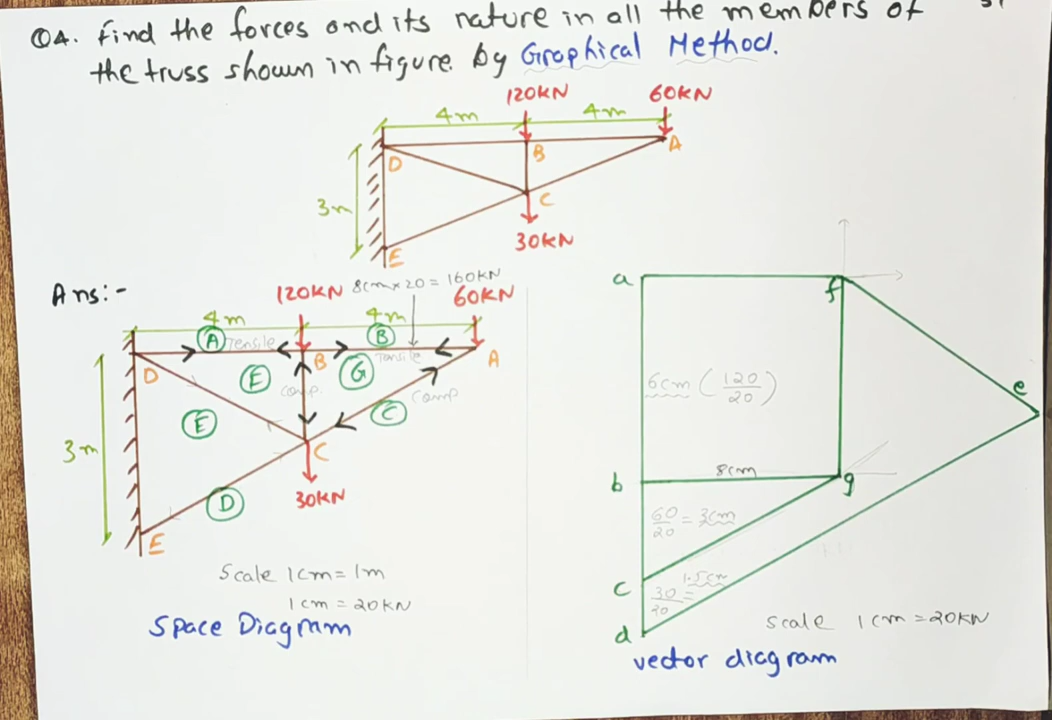 Q4. Find the forces and its nature in all the members of
the truss shown in figure by Graphical Method.
120KN 60KN
4m 4m
D B A
3m
C
30KN
E
Ans:-
120KN 8cm×20 = 160KN 60KN
4m 4m
A Tensile B Tensile
D B A
E comp. G comp
E C
3m
C
D 30KN
E
Scale 1cm = 1m
1cm = 20KN
Space Diagram
a f
6cm (120/20)
e
b 8cm g
60/20 = 3cm
c 30/20 = 1.5cm
d
scale 1cm = 20KN
vector diagram